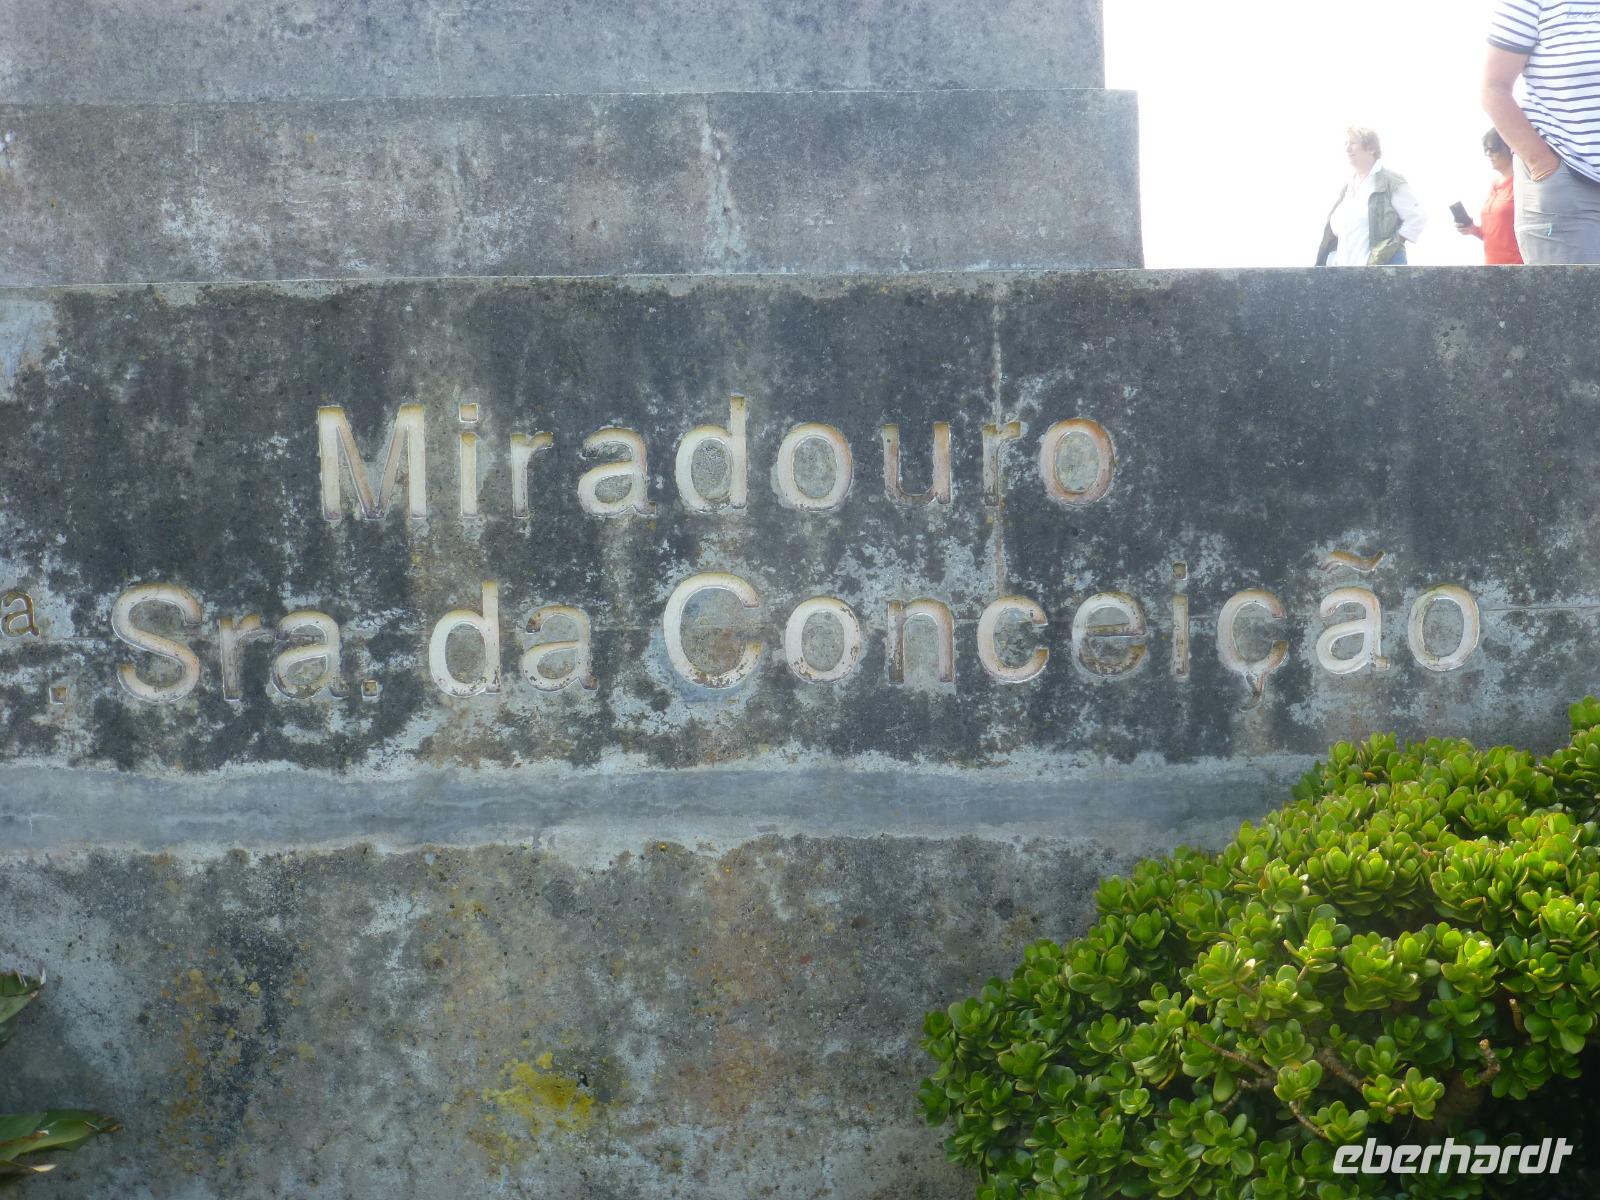 Miradouro
a. Sra. da Conceição
eberhardt